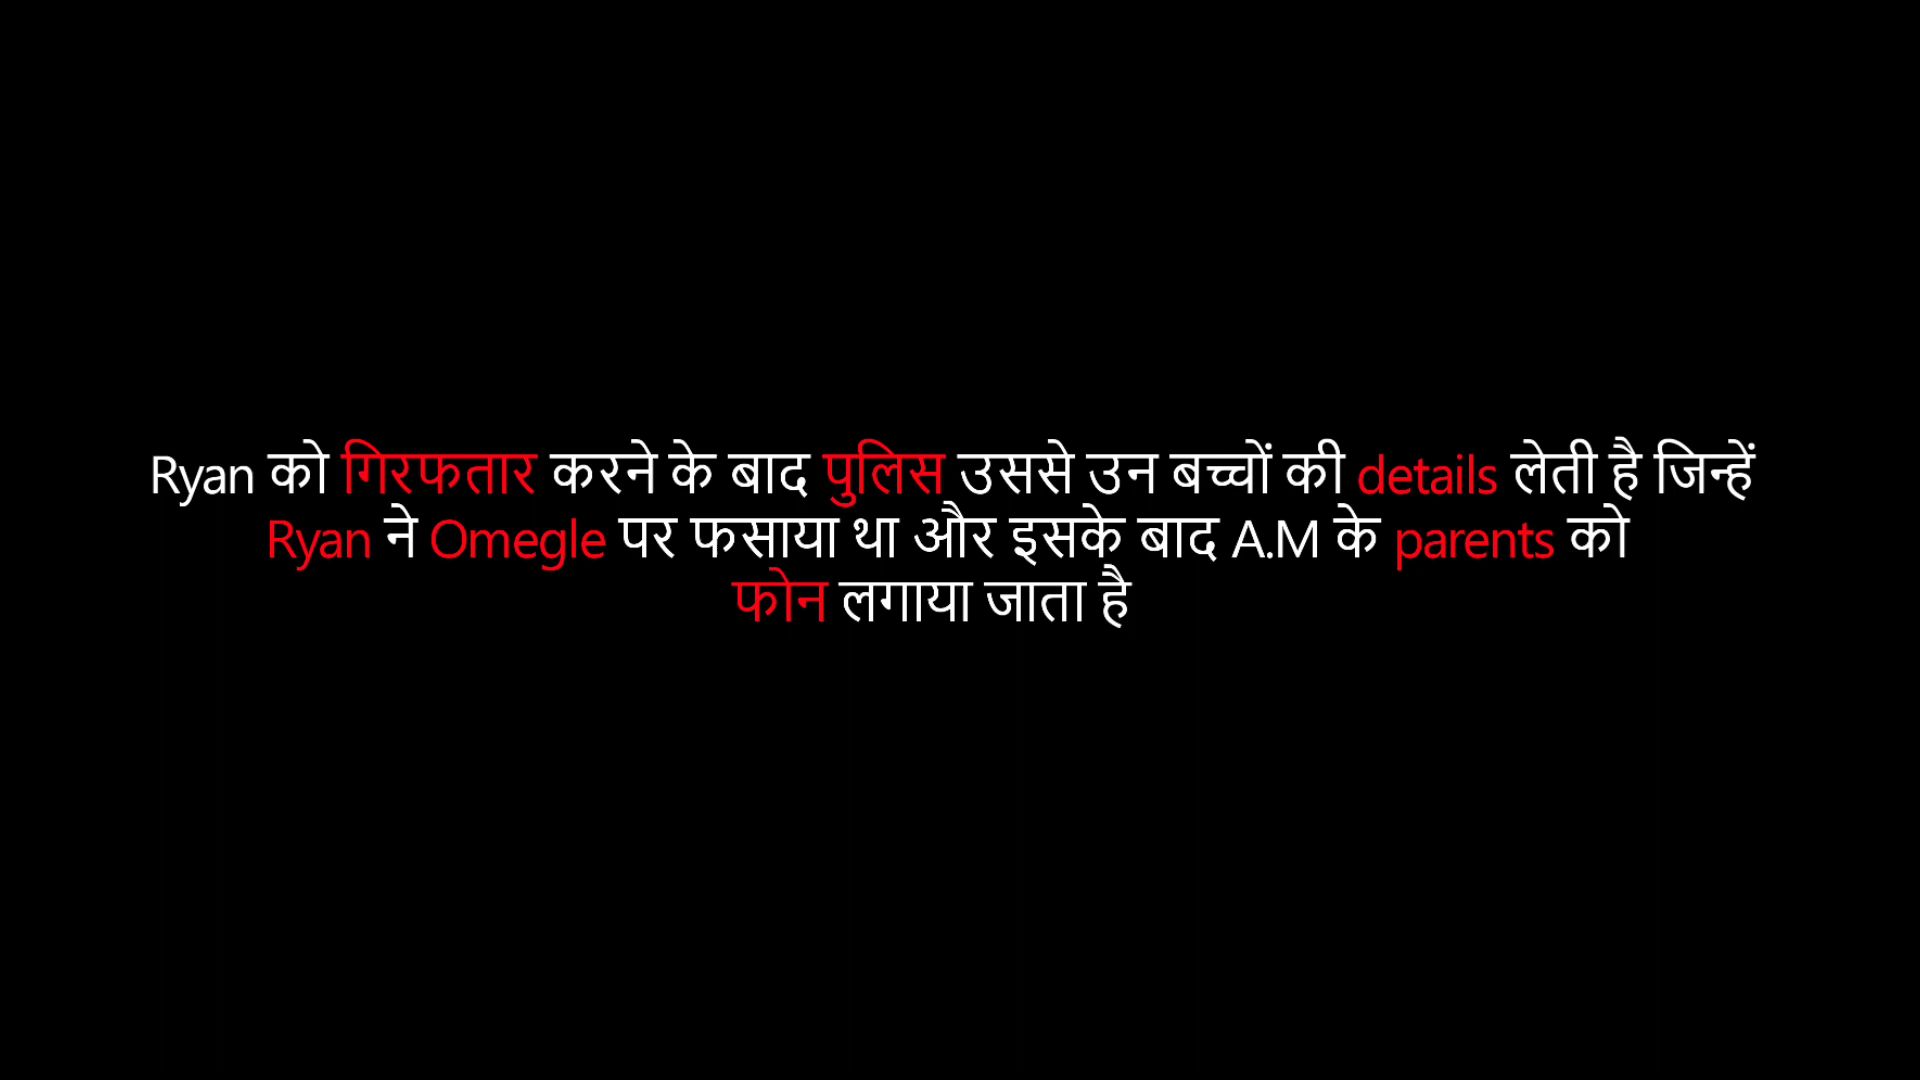 Ryan को गिरफतार करने के बाद पुलिस उससे उन बच्चों की details लेती है जिन्हें
Ryan ने Omegle पर फसाया था और इसके बाद A.M के parents को
फोन लगाया जाता है